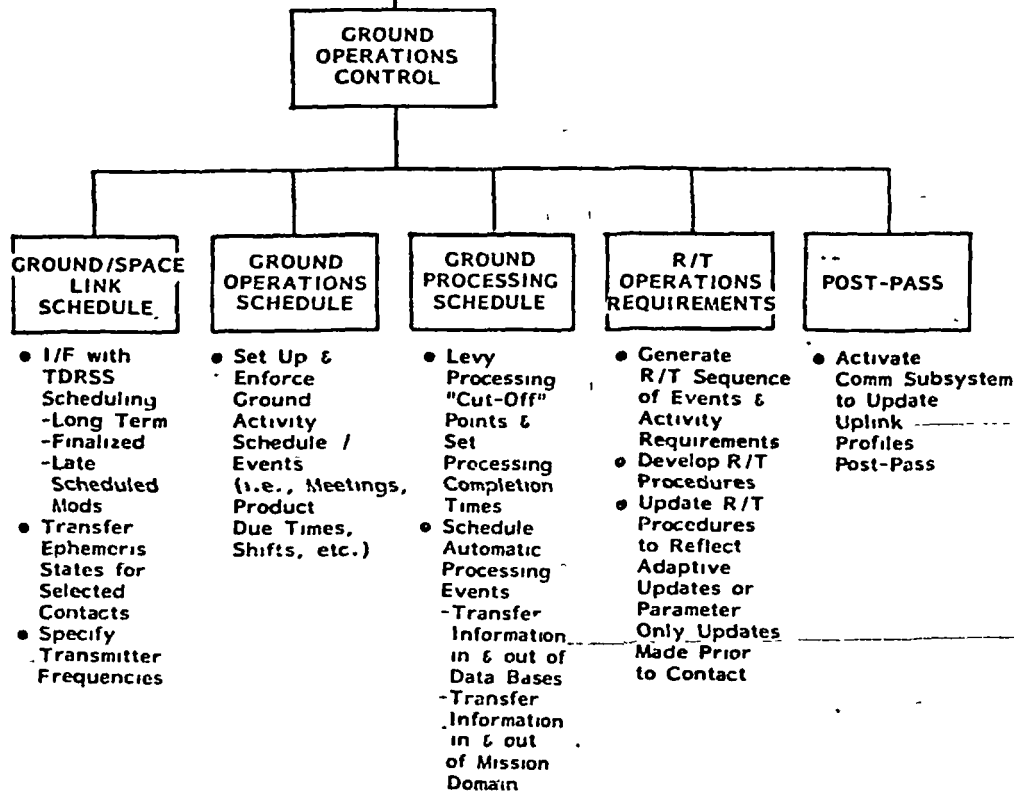 GROUND
OPERATIONS
CONTROL
GROUND/SPACE
LINK
SCHEDULE
● I/F with
TDRSS
Scheduling
-Long Term
-Finalized
-Late
Scheduled
Mods
● Transfer
Ephemeris
States for
Selected
Contacts
● Specify
Transmitter
Frequencies
GROUND
OPERATIONS
SCHEDULE
● Set Up &
Enforce
Ground
Activity
Schedule /
Events
(i.e., Meetings,
Product
Due Times,
Shifts, etc.)
GROUND
PROCESSING
SCHEDULE
● Levy
Processing
"Cut-Off"
Points &
Set
Processing
Completion
Times
● Schedule
Automatic
Processing
Events
-Transfer
Information
in & out of
Data Bases
-Transfer
Information
in & out
of Mission
Domain
R/T
OPERATIONS
REQUIREMENTS
● Generate
R/T Sequence
of Events &
Activity
Requirements
● Develop R/T
Procedures
● Update R/T
Procedures
to Reflect
Adaptive
Updates or
Parameter
Only Updates
Made Prior
to Contact
POST-PASS
● Activate
Comm Subsystem
to Update
Uplink
Profiles
Post-Pass